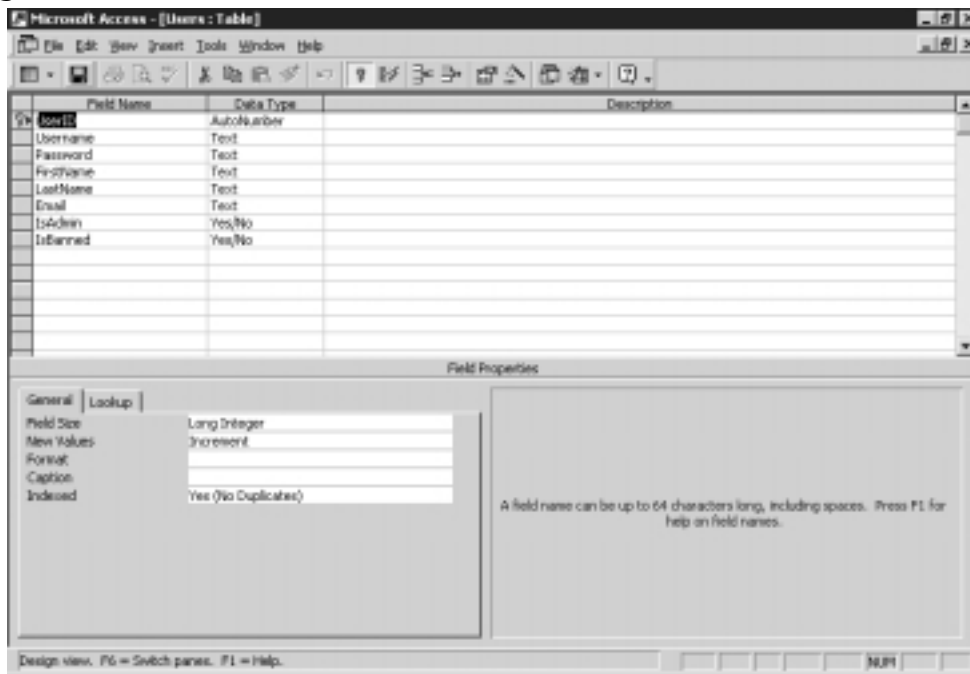 Microsoft Access - [Users : Table]
File Edit View Insert Tools Window Help
Field Name Data Type Description
UserID AutoNumber
Username Text
Password Text
FirstName Text
LastName Text
Email Text
IsAdmin Yes/No
IsBanned Yes/No
Field Properties
General Lookup
Field Size Long Integer
New Values Increment
Format
Caption
Indexed Yes (No Duplicates)
A field name can be up to 64 characters long, including spaces. Press F1 for
help on field names.
Design view. F6 = Switch panes. F1 = Help.
NUM